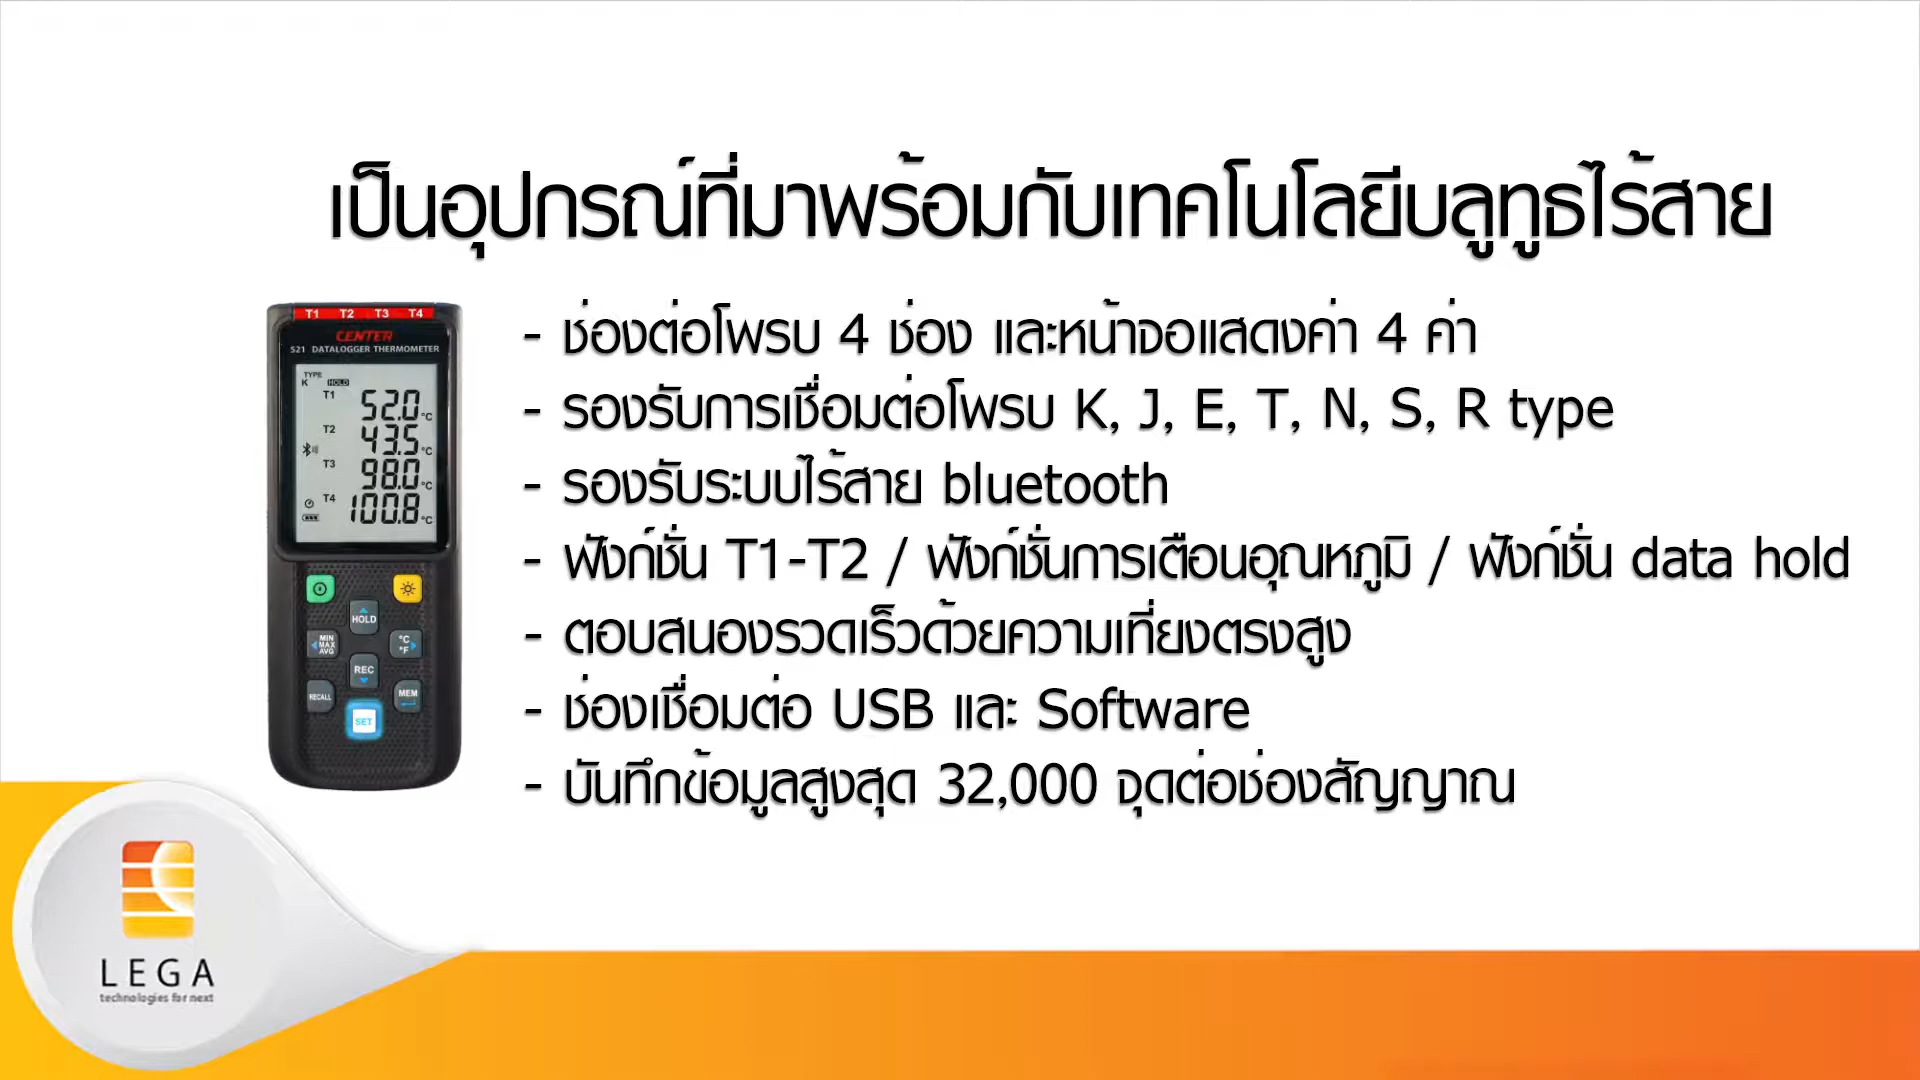 เป็นอุปกรณ์ที่มาพร้อมกับเทคโนโลยีบลูทูธไร้สาย
T1 T2 T3 T4
CENTER
521 DATALOGGER THERMOMETER
TYPE
K HOLD
T1 52.0 °C
T2 43.5 °C
T3 98.0 °C
T4 100.8 °C
HOLD
MIN MAX AVG
°C °F
REC
RECALL
MEM
SET
- ช่องต่อโพรบ 4 ช่อง และหน้าจอแสดงค่า 4 ค่า
- รองรับการเชื่อมต่อโพรบ K, J, E, T, N, S, R type
- รองรับระบบไร้สาย bluetooth
- ฟังก์ชั่น T1-T2 / ฟังก์ชั่นการเตือนอุณหภูมิ / ฟังก์ชั่น data hold
- ตอบสนองรวดเร็วด้วยความเที่ยงตรงสูง
- ช่องเชื่อมต่อ USB และ Software
- บันทึกข้อมูลสูงสุด 32,000 จุดต่อช่องสัญญาณ
LEGA
technologies for next